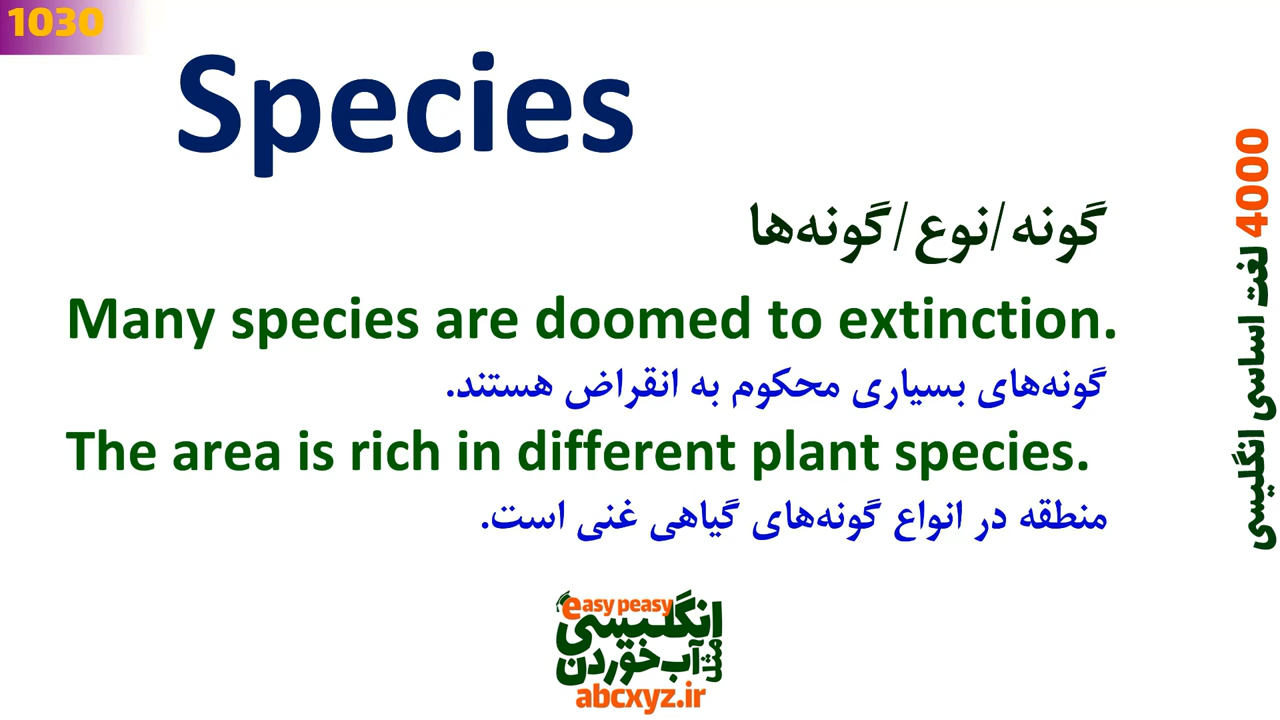 1030
Species
گونه/نوع/گونه‌ها
Many species are doomed to extinction.
گونه‌های بسیاری محکوم به انقراض هستند.
The area is rich in different plant species.
منطقه در انواع گونه‌های گیاهی غنی است.
4000 لغت اساسی انگلیسی
easy peasy
انگلیسی
مثل آب خوردن
abcxyz.ir